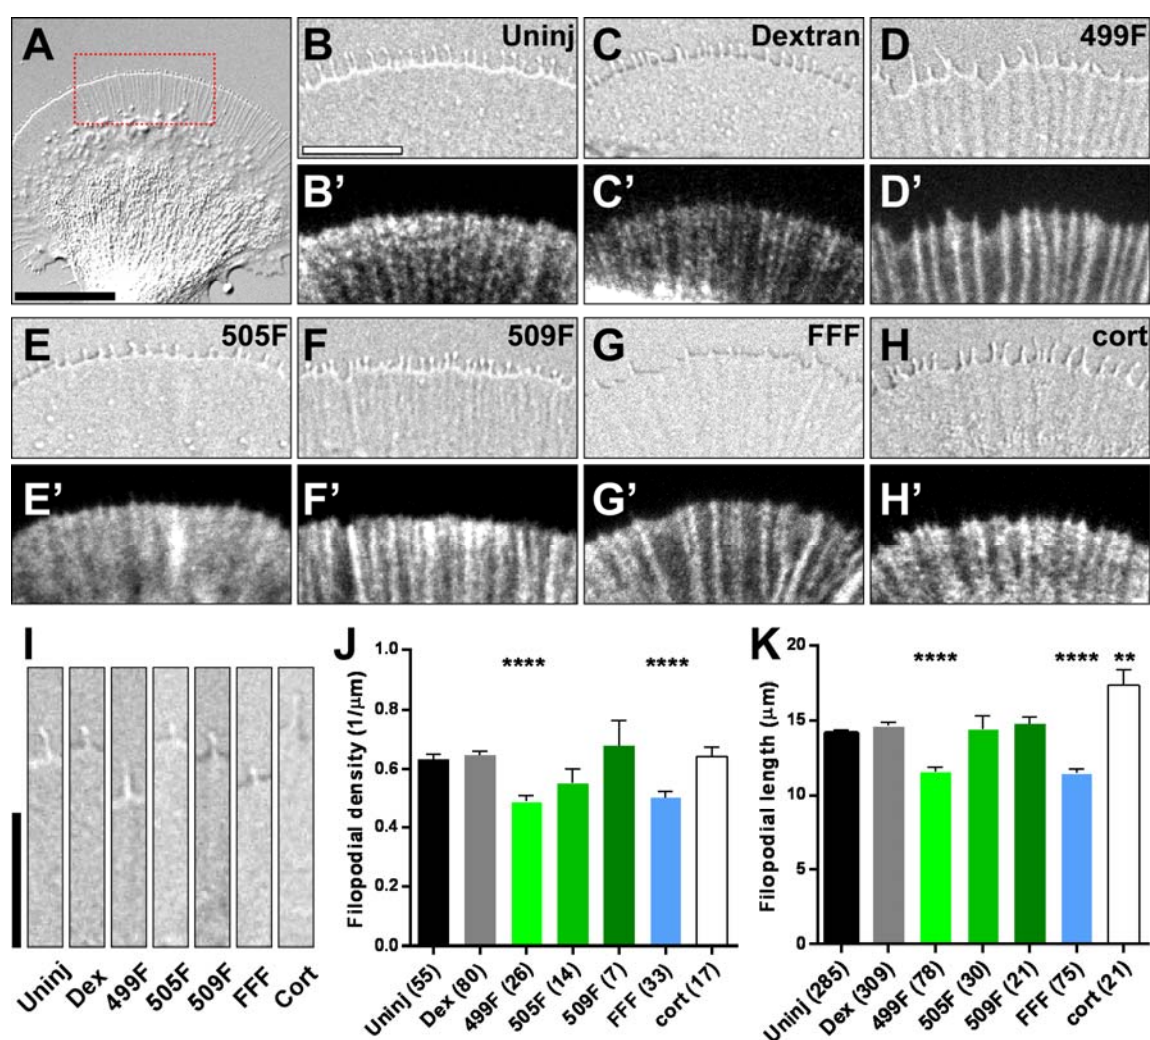 A
B
Uninj
C
Dextran
D
499F
B’
C’
D’
E
505F
F
509F
G
FFF
H
cort
E’
F’
G’
H’
I
Uninj
Dex
499F
505F
509F
FFF
Cort
J
Filopodial density (1/μm)
1.0
0.8
0.6
0.4
0.2
0.0
****
****
Uninj (55)
Dex (80)
499F (26)
505F (14)
509F (7)
FFF (33)
cort (17)
K
Filopodial length (μm)
20
15
10
5
0
****
****
**
Uninj (285)
Dex (309)
499F (78)
505F (30)
509F (21)
FFF (75)
cort (21)